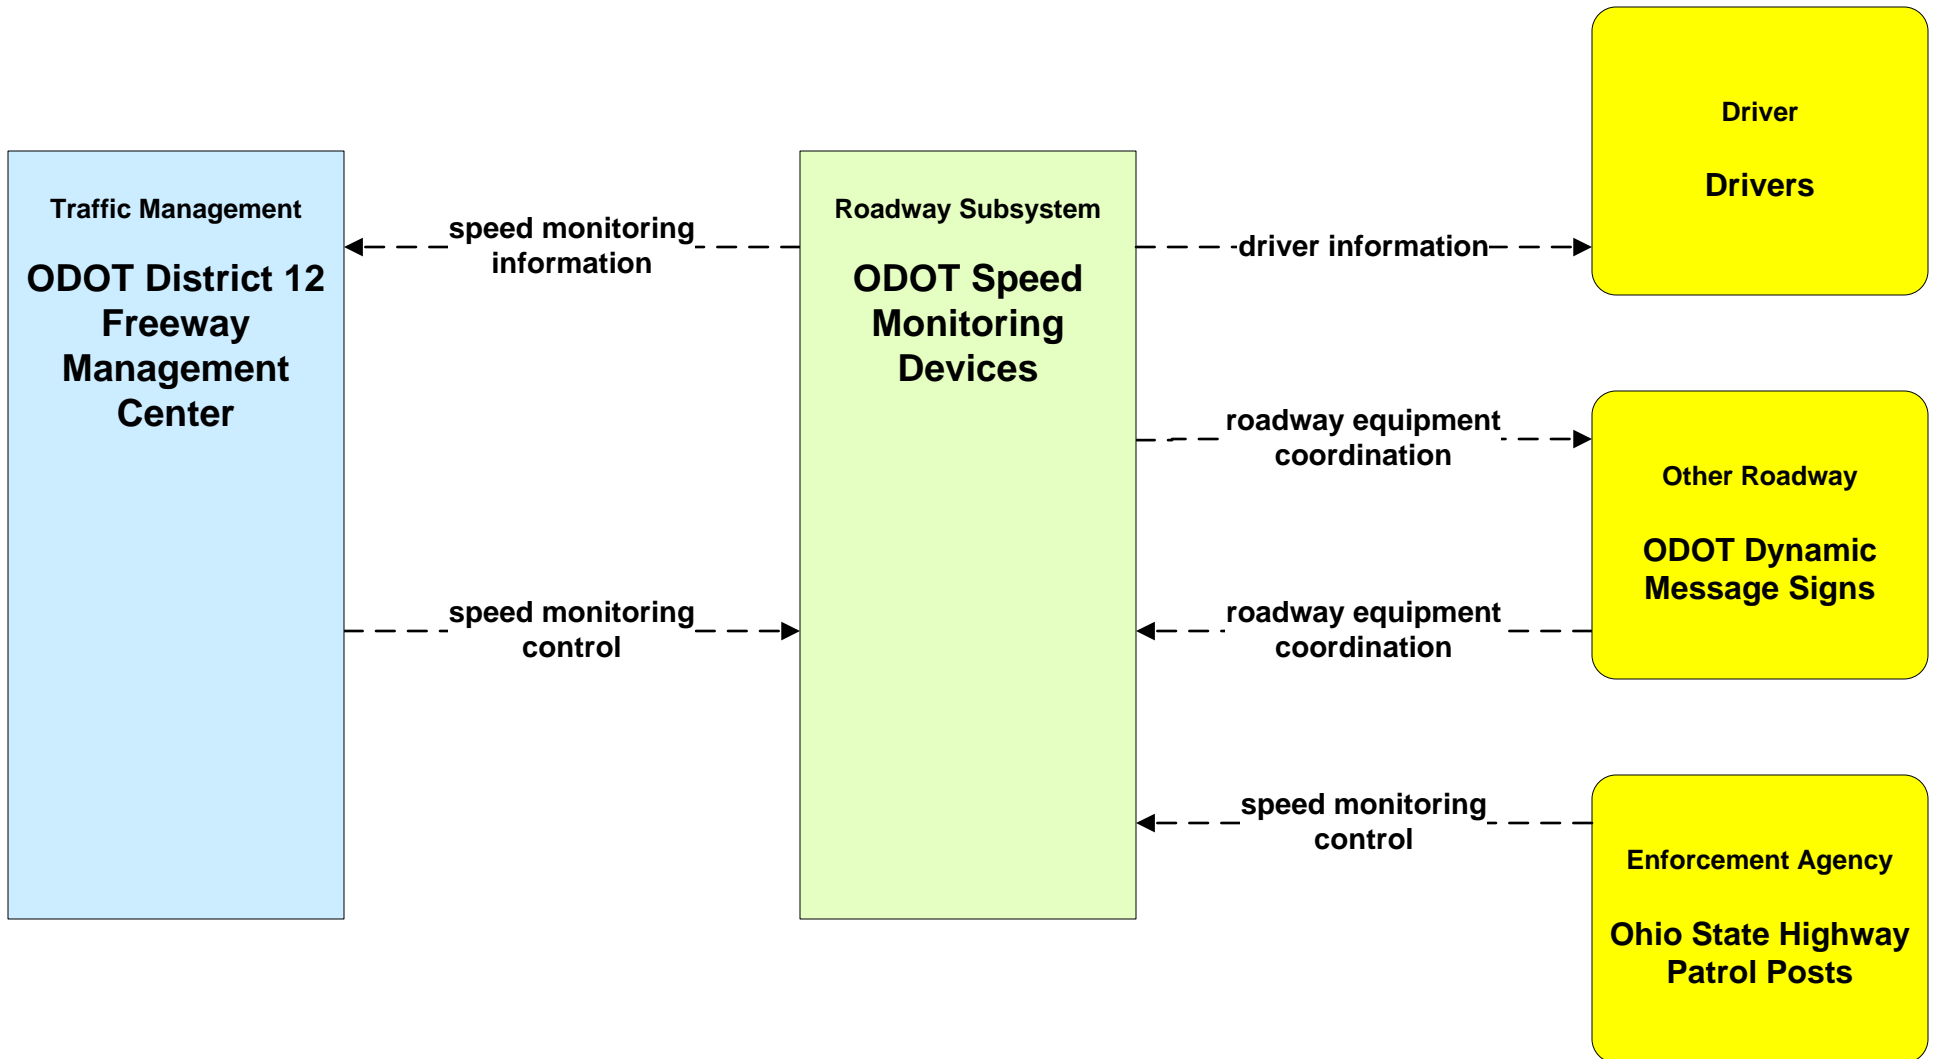 Traffic Management
ODOT District 12
Freeway
Management
Center
speed monitoring
information
speed monitoring
control
Roadway Subsystem
ODOT Speed
Monitoring
Devices
driver information
roadway equipment
coordination
roadway equipment
coordination
speed monitoring
control
Driver
Drivers
Other Roadway
ODOT Dynamic
Message Signs
Enforcement Agency
Ohio State Highway
Patrol Posts